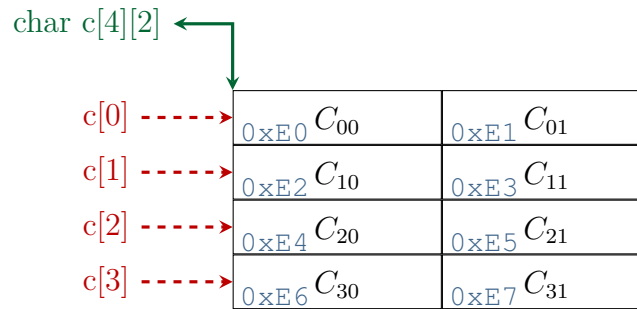 char c[4][2]
c[0] 0xE0 C₀₀ 0xE1 C₀₁
c[1] 0xE2 C₁₀ 0xE3 C₁₁
c[2] 0xE4 C₂₀ 0xE5 C₂₁
c[3] 0xE6 C₃₀ 0xE7 C₃₁